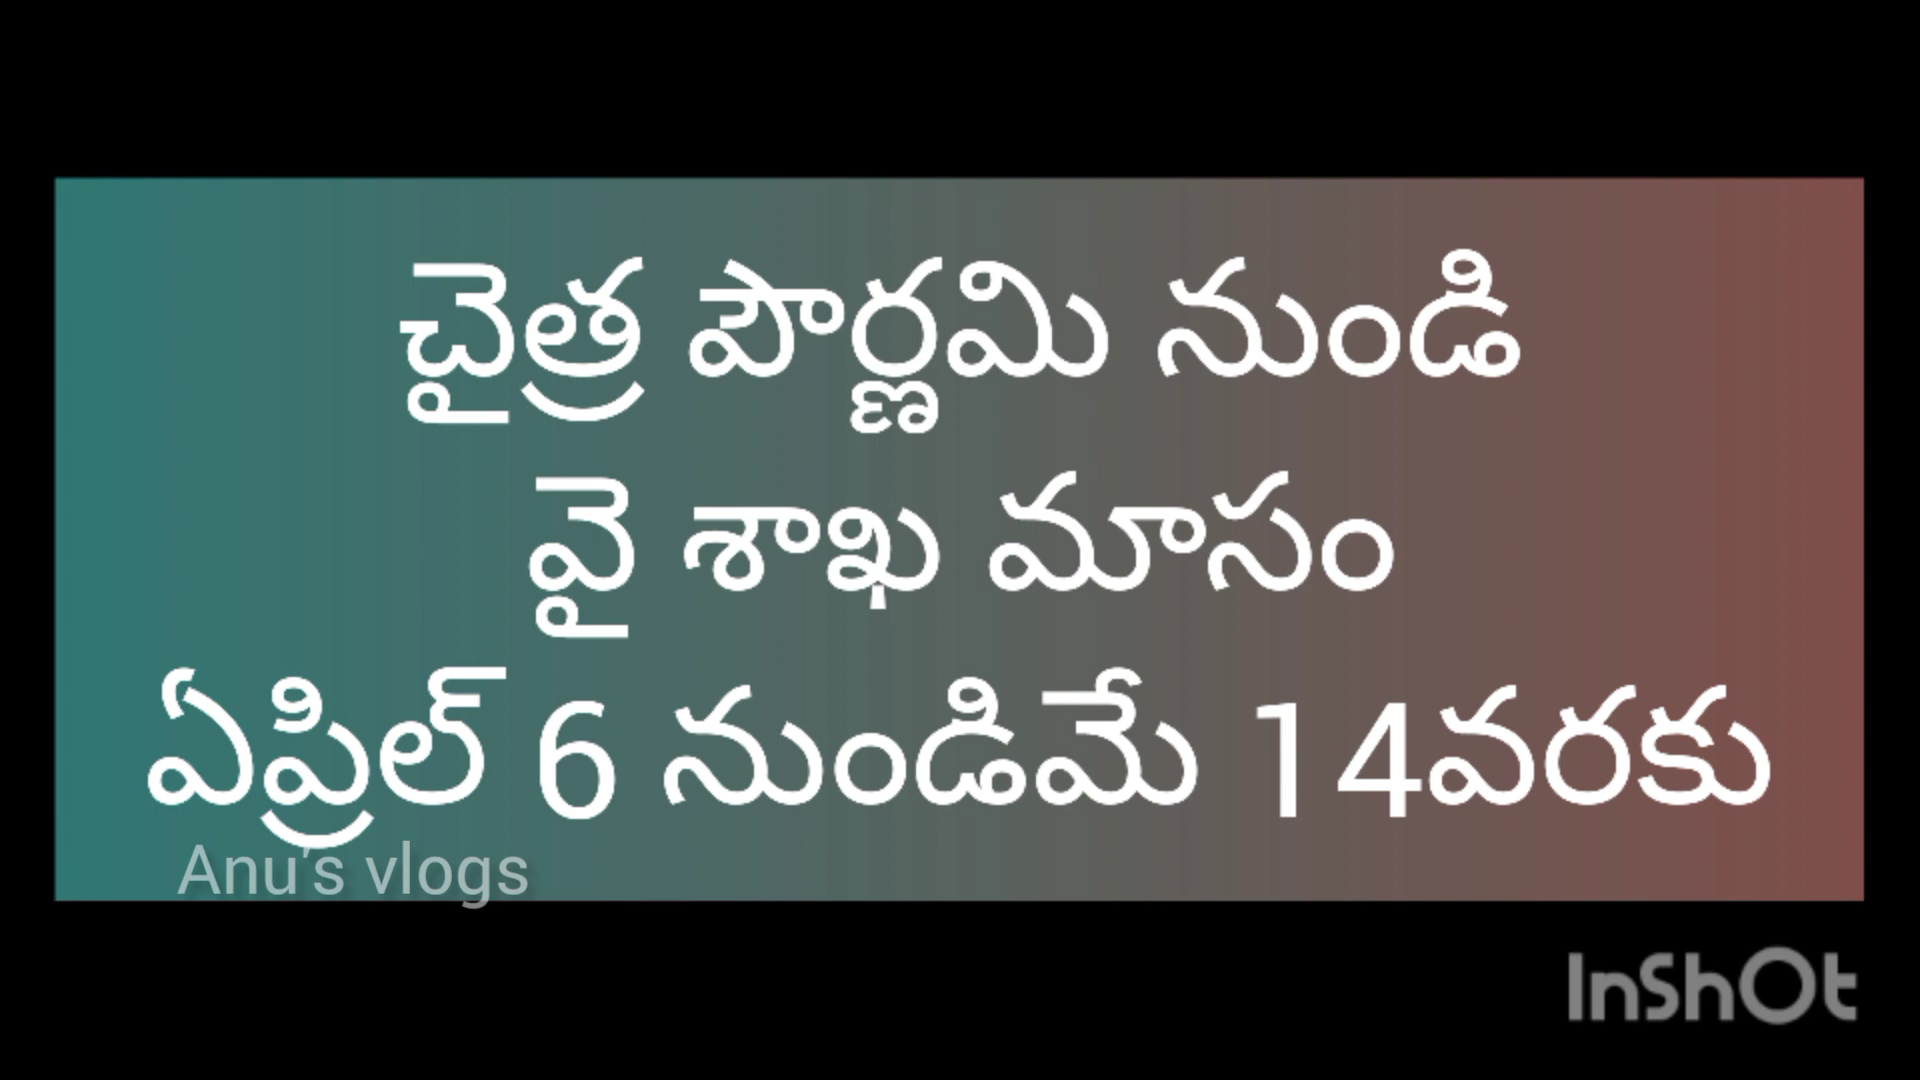 చైత్ర పౌర్ణమి నుండి
వై శాఖ మాసం
ఏప్రిల్ 6 నుండిమే 14వరకు
Anu's vlogs
InShOt